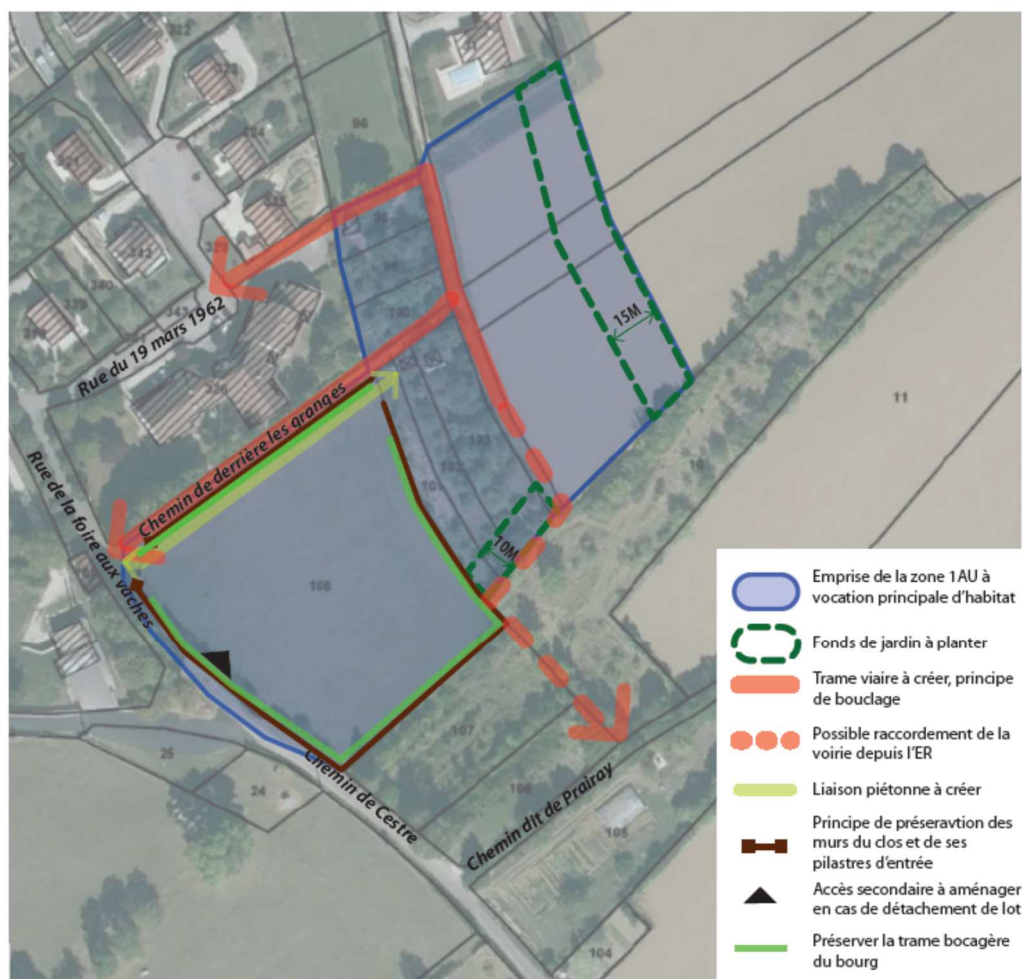 96
15M
11
10
Rue du 19 mars 1962
Chemin de derrière les granges
Rue de la foire aux vaches
10M
108
107
106
105
104
25
24
Chemin de Cestre
Chemin dit de Prairay
Emprise de la zone 1AU à
vocation principale d'habitat
Fonds de jardin à planter
Trame viaire à créer, principe
de bouclage
Possible raccordement de la
voirie depuis l'ER
Liaison piétonne à créer
Principe de préseravtion des
murs du clos et de ses
pilastres d'entrée
Accès secondaire à aménager
en cas de détachement de lot
Préserver la trame bocagère
du bourg